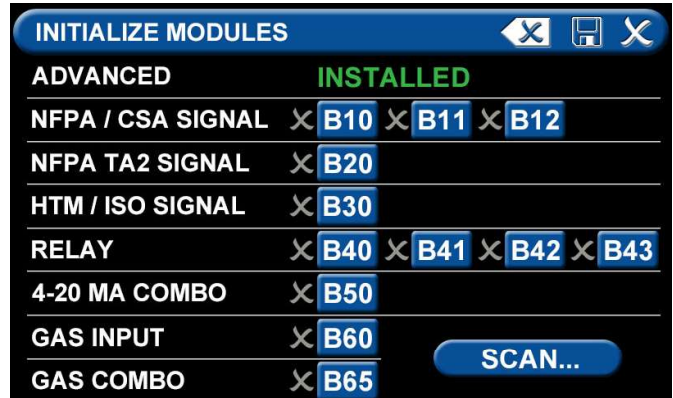 INITIALIZE MODULES
ADVANCED INSTALLED
NFPA / CSA SIGNAL B10 B11 B12
NFPA TA2 SIGNAL B20
HTM / ISO SIGNAL B30
RELAY B40 B41 B42 B43
4-20 MA COMBO B50
GAS INPUT B60
GAS COMBO B65
SCAN...